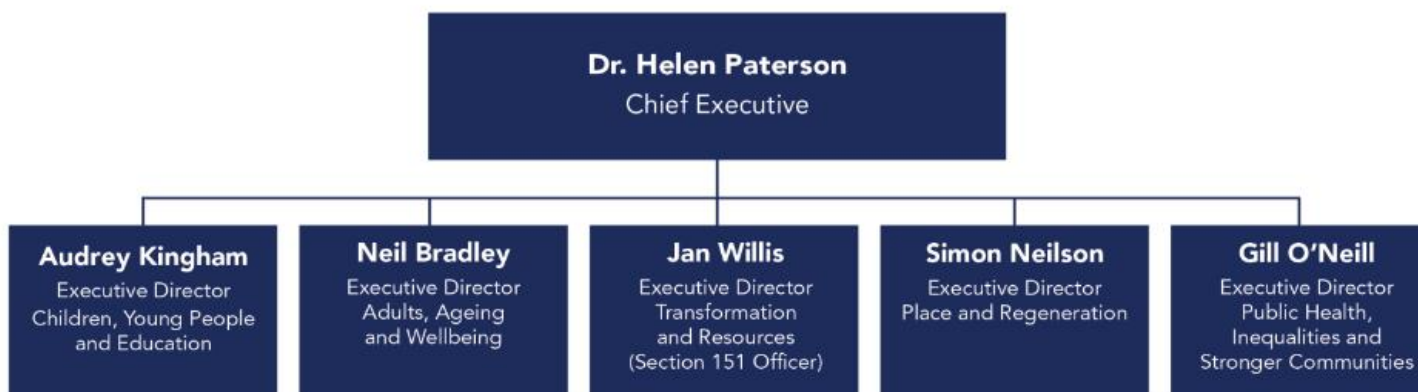 Dr. Helen Paterson
Chief Executive
Audrey Kingham
Executive Director
Children, Young People
and Education
Neil Bradley
Executive Director
Adults, Ageing
and Wellbeing
Jan Willis
Executive Director
Transformation
and Resources
(Section 151 Officer)
Simon Neilson
Executive Director
Place and Regeneration
Gill O’Neill
Executive Director
Public Health,
Inequalities and
Stronger Communities